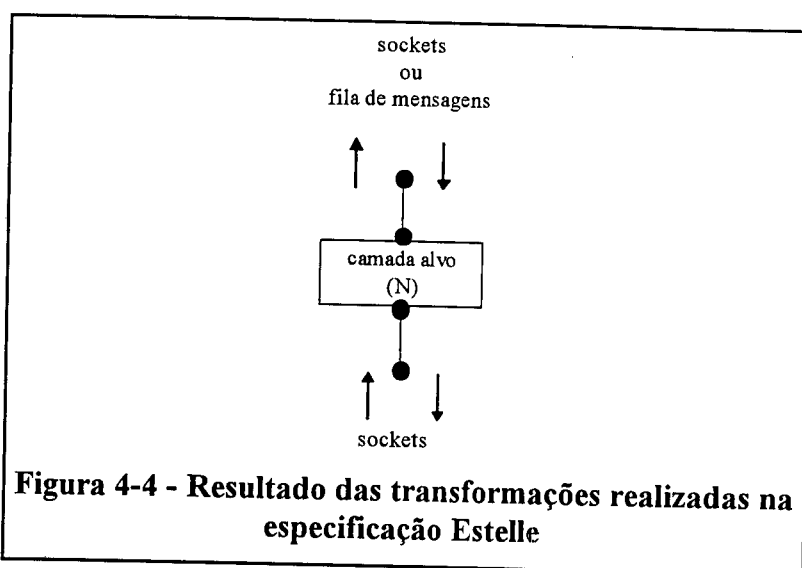 sockets
ou
fila de mensagens
camada alvo
(N)
sockets
Figura 4-4 - Resultado das transformações realizadas na
especificação Estelle